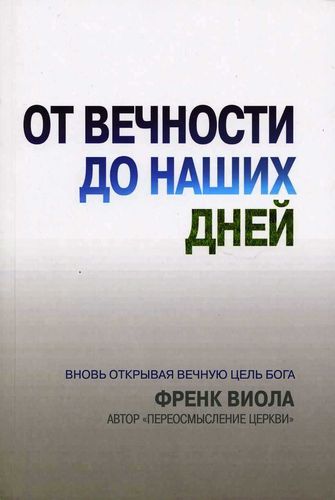 ОТ ВЕЧНОСТИ
ДО НАШИХ
ДНЕЙ
ВНОВЬ ОТКРЫВАЯ ВЕЧНУЮ ЦЕЛЬ БОГА
ФРЕНК ВИОЛА
АВТОР «ПЕРЕОСМЫСЛЕНИЕ ЦЕРКВИ»